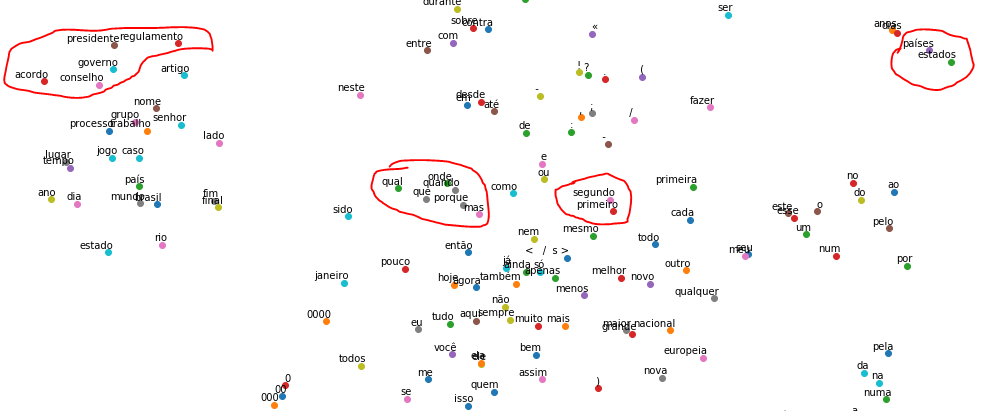 durante
ser
sobre
contra
anos
dias
presidente
regulamento
com
«
entre
países
governo
estados
acordo
conselho
artigo
!
?
.
(
neste
desde
em
-
nome
até
,
;
/
fazer
grupo
processo
trabalho
senhor
de
:
-
lado
lugar
tempo
jogo
caso
e
ou
país
qual
onde
quando
primeira
no
ao
ano
dia
mundo
brasil
fim
final
que
porque
como
segundo
do
mas
primeiro
este
esse
o
sido
cada
pelo
estado
rio
nem
mesmo
um
então
todo
< / s >
seu
meu
num
já
ainda
só
pouco
apenas
outro
por
janeiro
hoje
agora
tambem
melhor
novo
menos
qualquer
0000
não
eu
tudo
aqui
sempre
muito
mais
maior
grande
nacional
você
ela
ele
bem
pela
todos
europeia
me
assim
nova
da
na
0
00
000
se
quem
)
numa
isso
a